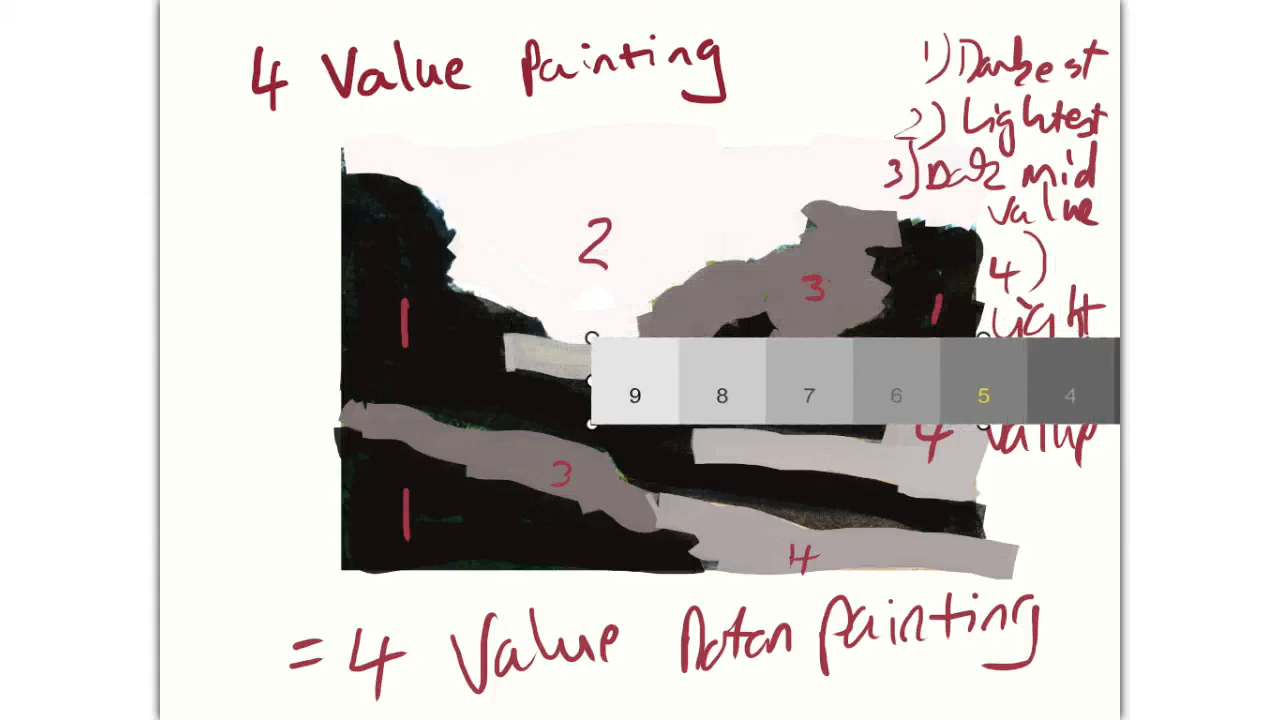 4 Value Painting
1) Darkest
2) Lightest
3) Dark mid
value
4)
Light
2
3
1
1
9 8 7 6 5 4
4 value
3
1
4
= 4 Value Notan painting